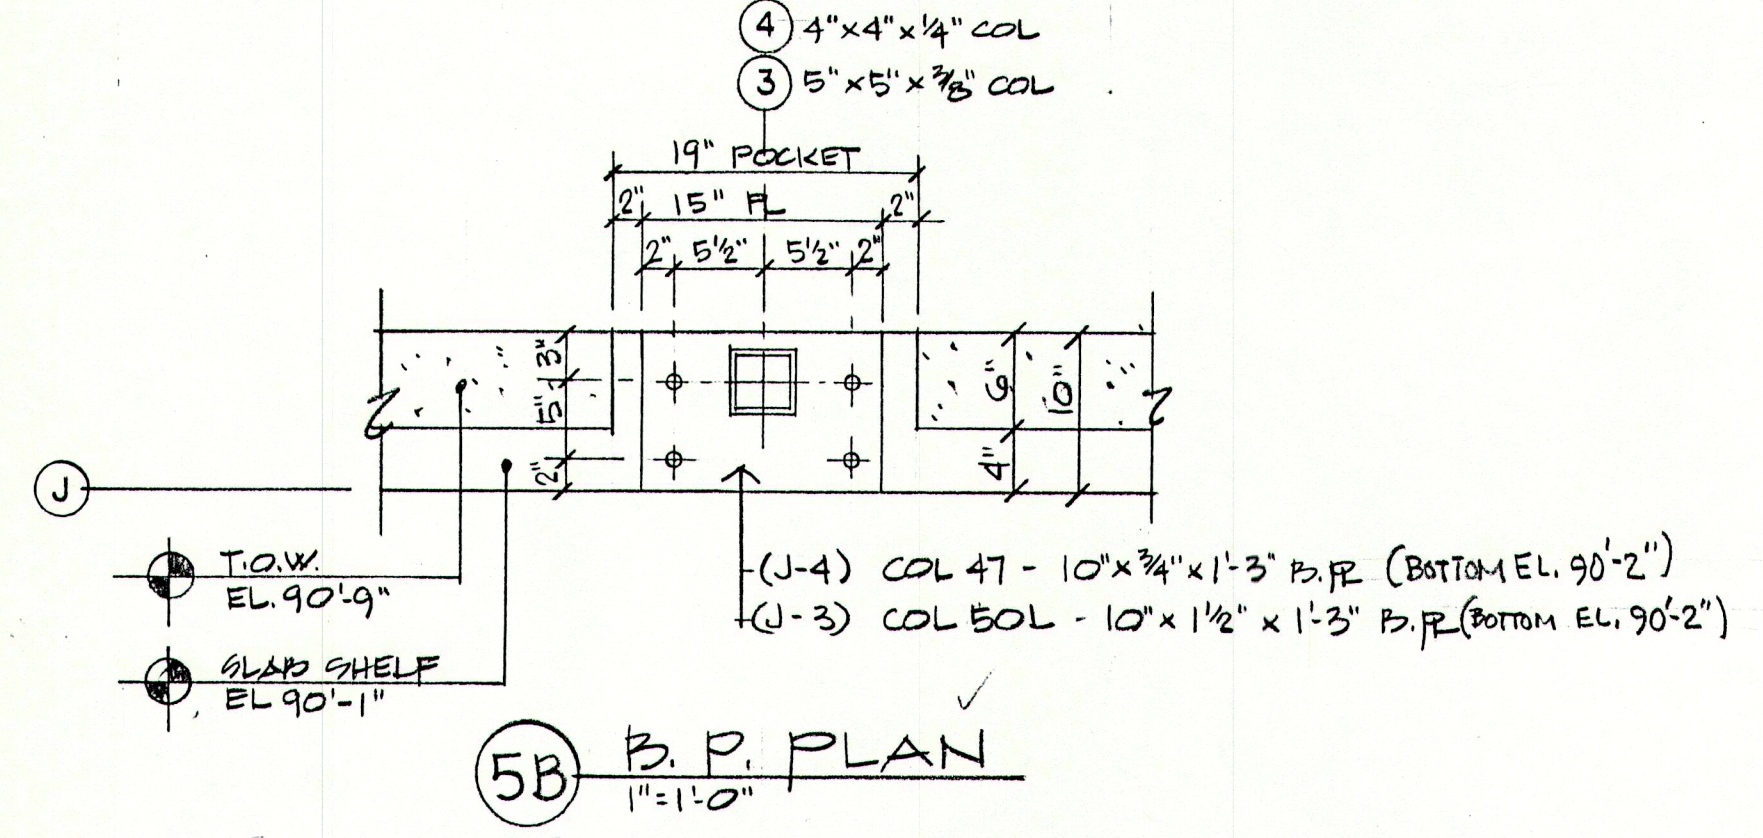 4 4"x4"x1/4" COL
3 5"x5"x3/8" COL
19" POCKET
2" 15" PL 2"
2" 5 1/2" 5 1/2" 2"
3"
5"
2"
6"
10"
4"
J
T.O.W.
EL. 90'-9"
SLAB SHELF
EL 90'-1"
(J-4) COL 47 - 10"x3/4"x1'-3" B.PL (BOTTOM EL. 90'-2")
(J-3) COL 50L - 10" x 1 1/2" x 1'-3" B.PL (BOTTOM EL. 90'-2")
5B B. P. PLAN
1"=1'-0"